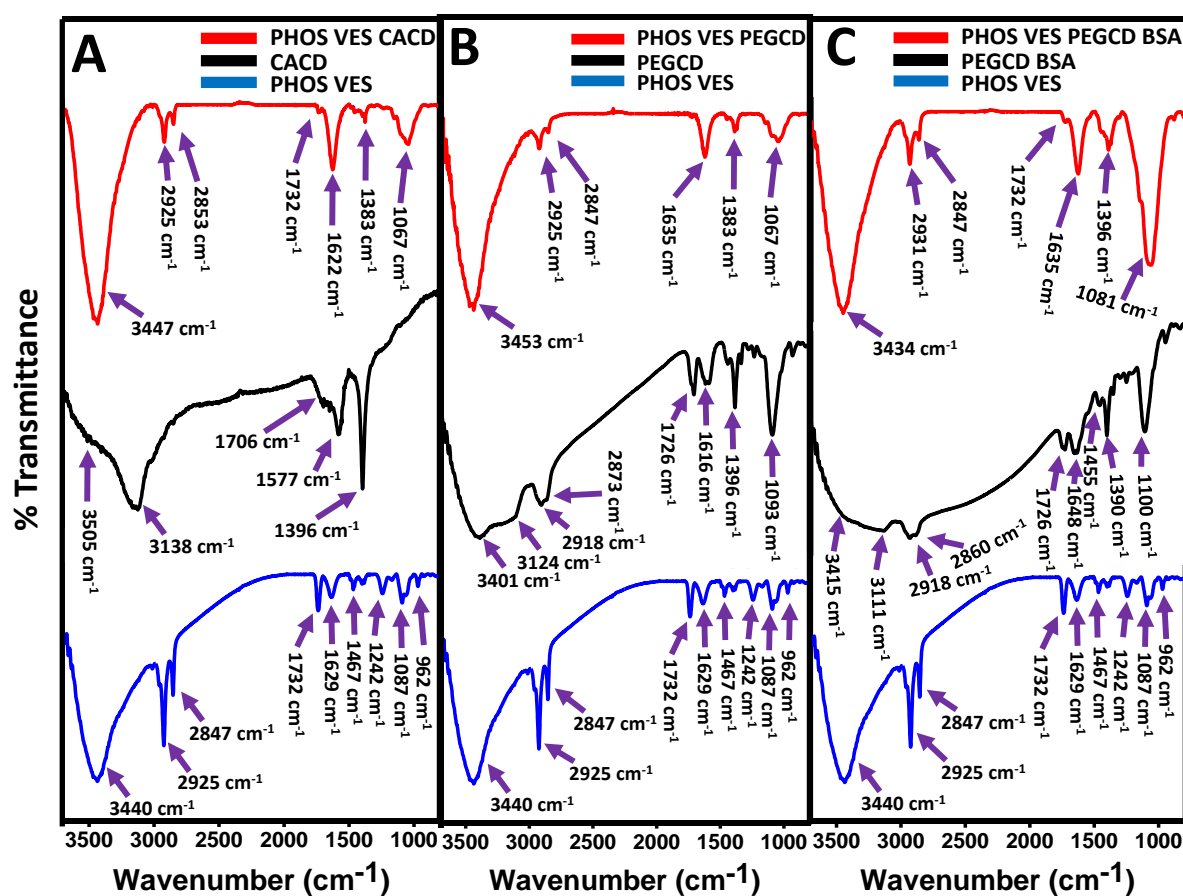 % Transmittance
A
PHOS VES CACD
CACD
PHOS VES
2925 cm-1
2853 cm-1
1732 cm-1
1622 cm-1
1383 cm-1
1067 cm-1
3447 cm-1
3505 cm-1
3138 cm-1
1706 cm-1
1577 cm-1
1396 cm-1
3440 cm-1
2925 cm-1
2847 cm-1
1732 cm-1
1629 cm-1
1467 cm-1
1242 cm-1
1087 cm-1
962 cm-1
3500 3000 2500 2000 1500 1000
Wavenumber (cm-1)
B
PHOS VES PEGCD
PEGCD
PHOS VES
2925 cm-1
2847 cm-1
1635 cm-1
1383 cm-1
1067 cm-1
3453 cm-1
3401 cm-1
3124 cm-1
2918 cm-1
2873 cm-1
1726 cm-1
1616 cm-1
1396 cm-1
1093 cm-1
3440 cm-1
2925 cm-1
2847 cm-1
1732 cm-1
1629 cm-1
1467 cm-1
1242 cm-1
1087 cm-1
962 cm-1
3500 3000 2500 2000 1500 1000
Wavenumber (cm-1)
C
PHOS VES PEGCD BSA
PEGCD BSA
PHOS VES
2931 cm-1
2847 cm-1
1732 cm-1
1635 cm-1
1396 cm-1
1081 cm-1
3434 cm-1
3415 cm-1
3111 cm-1
2918 cm-1
2860 cm-1
1726 cm-1
1648 cm-1
1455 cm-1
1390 cm-1
1100 cm-1
3440 cm-1
2925 cm-1
2847 cm-1
1732 cm-1
1629 cm-1
1467 cm-1
1242 cm-1
1087 cm-1
962 cm-1
3500 3000 2500 2000 1500 1000
Wavenumber (cm-1)